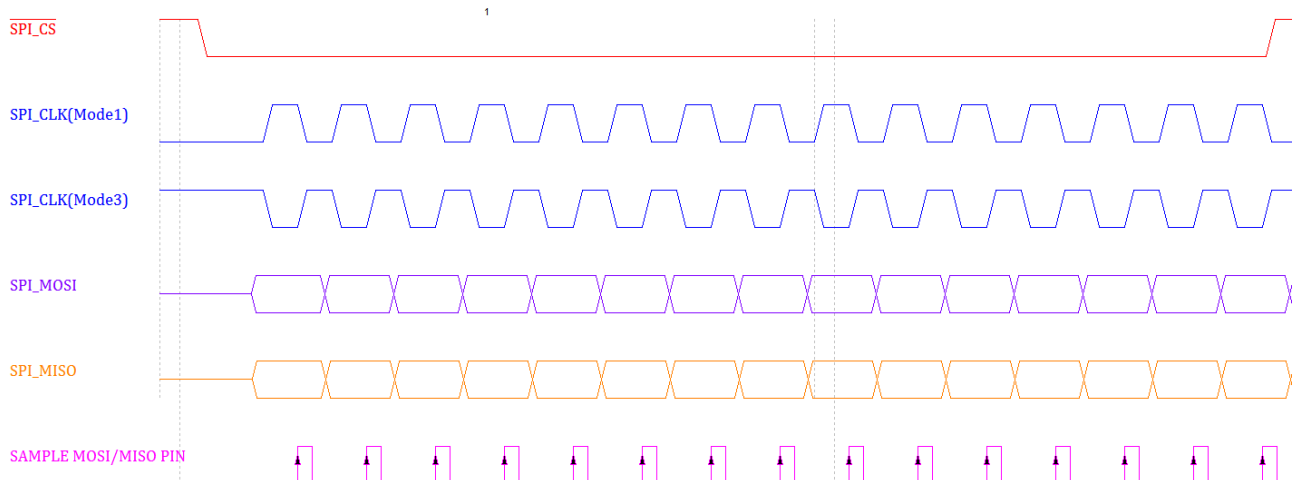 1
SPI_CS
SPI_CLK(Mode1)
SPI_CLK(Mode3)
SPI_MOSI
SPI_MISO
SAMPLE MOSI/MISO PIN